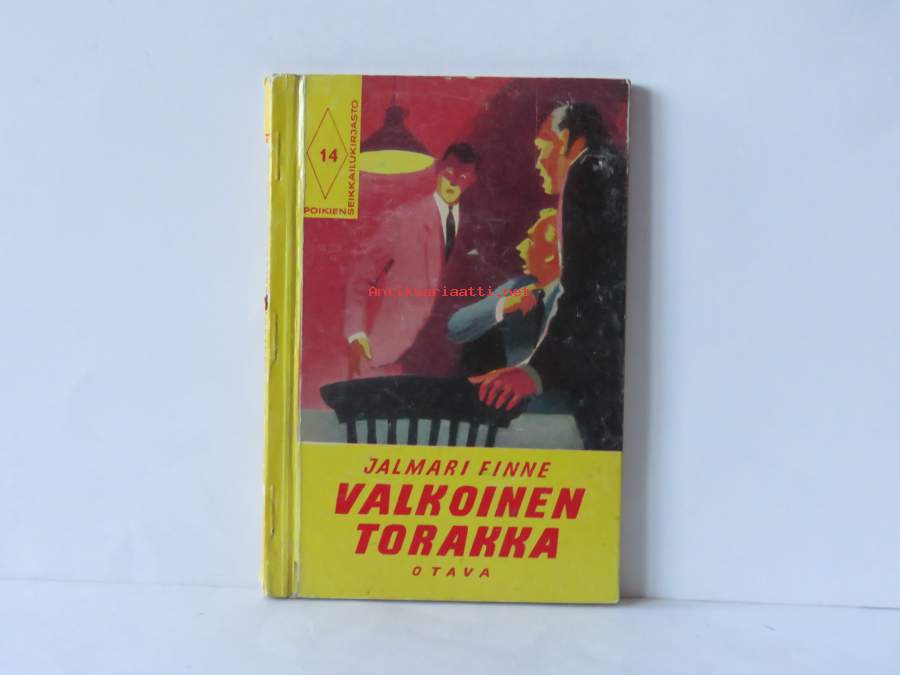 14
POIKIEN
SEIKKAILUKIRJASTO
Antikvariaatti.net
JALMARI FINNE
VALKOINEN
TORAKKA
OTAVA